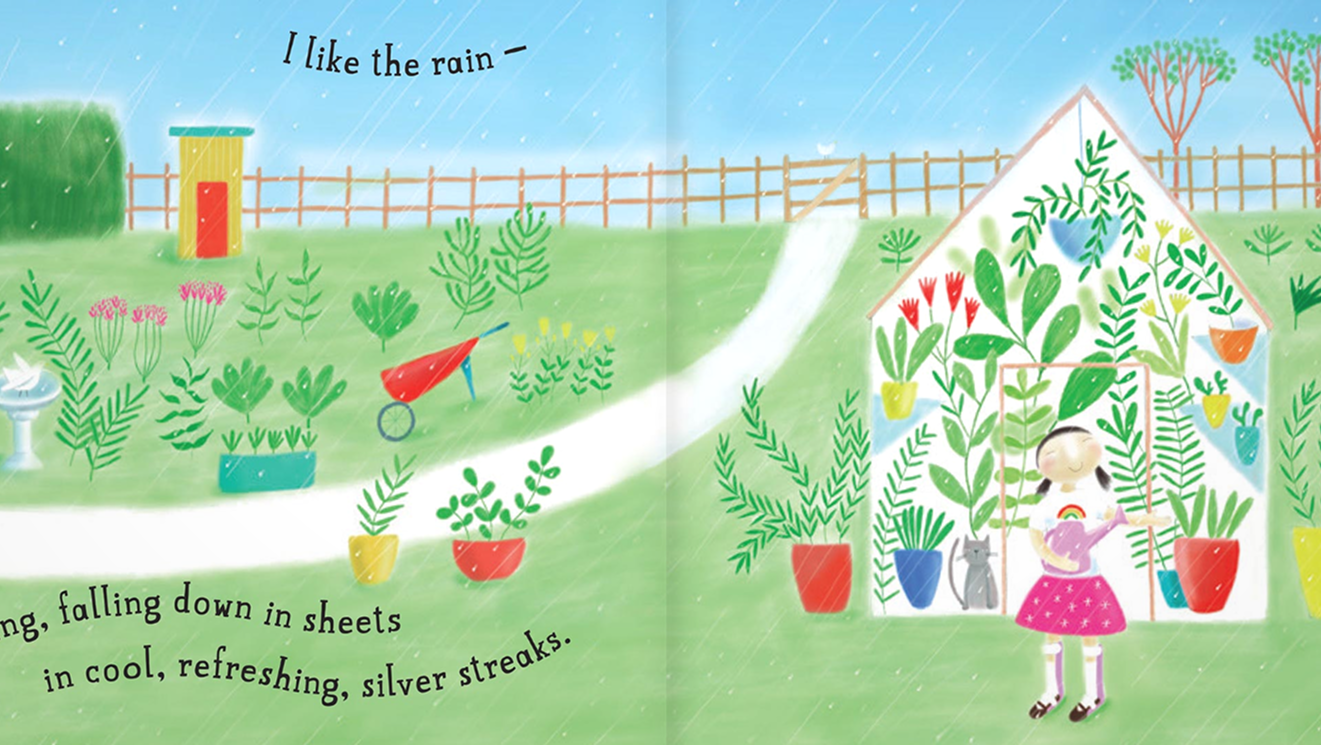 I like the rain –
ng, falling down in sheets
in cool, refreshing, silver streaks.